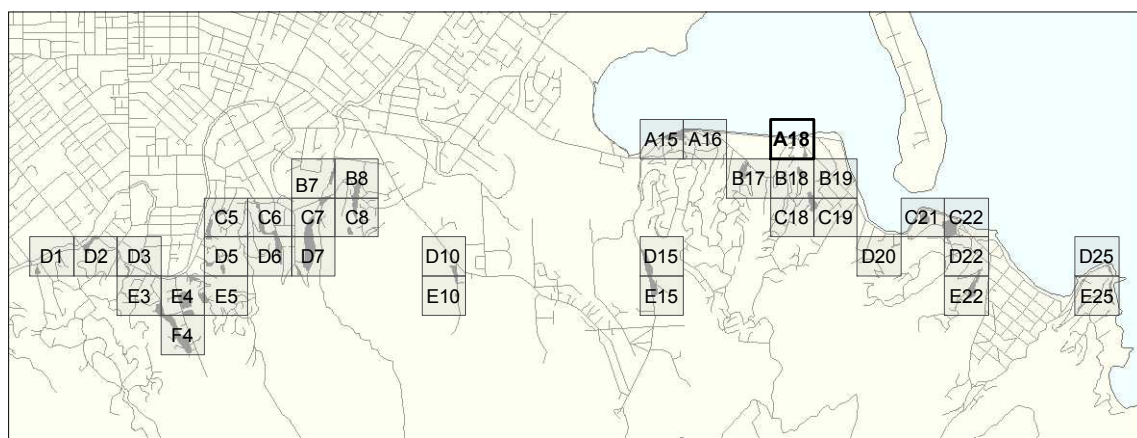 A15 A16 A18
B7 B8 B17 B18 B19
C5 C6 C7 C8 C18 C19 C21 C22
D1 D2 D3 D5 D6 D7 D10 D15 D20 D22 D25
E3 E4 E5 E10 E15 E22 E25
F4